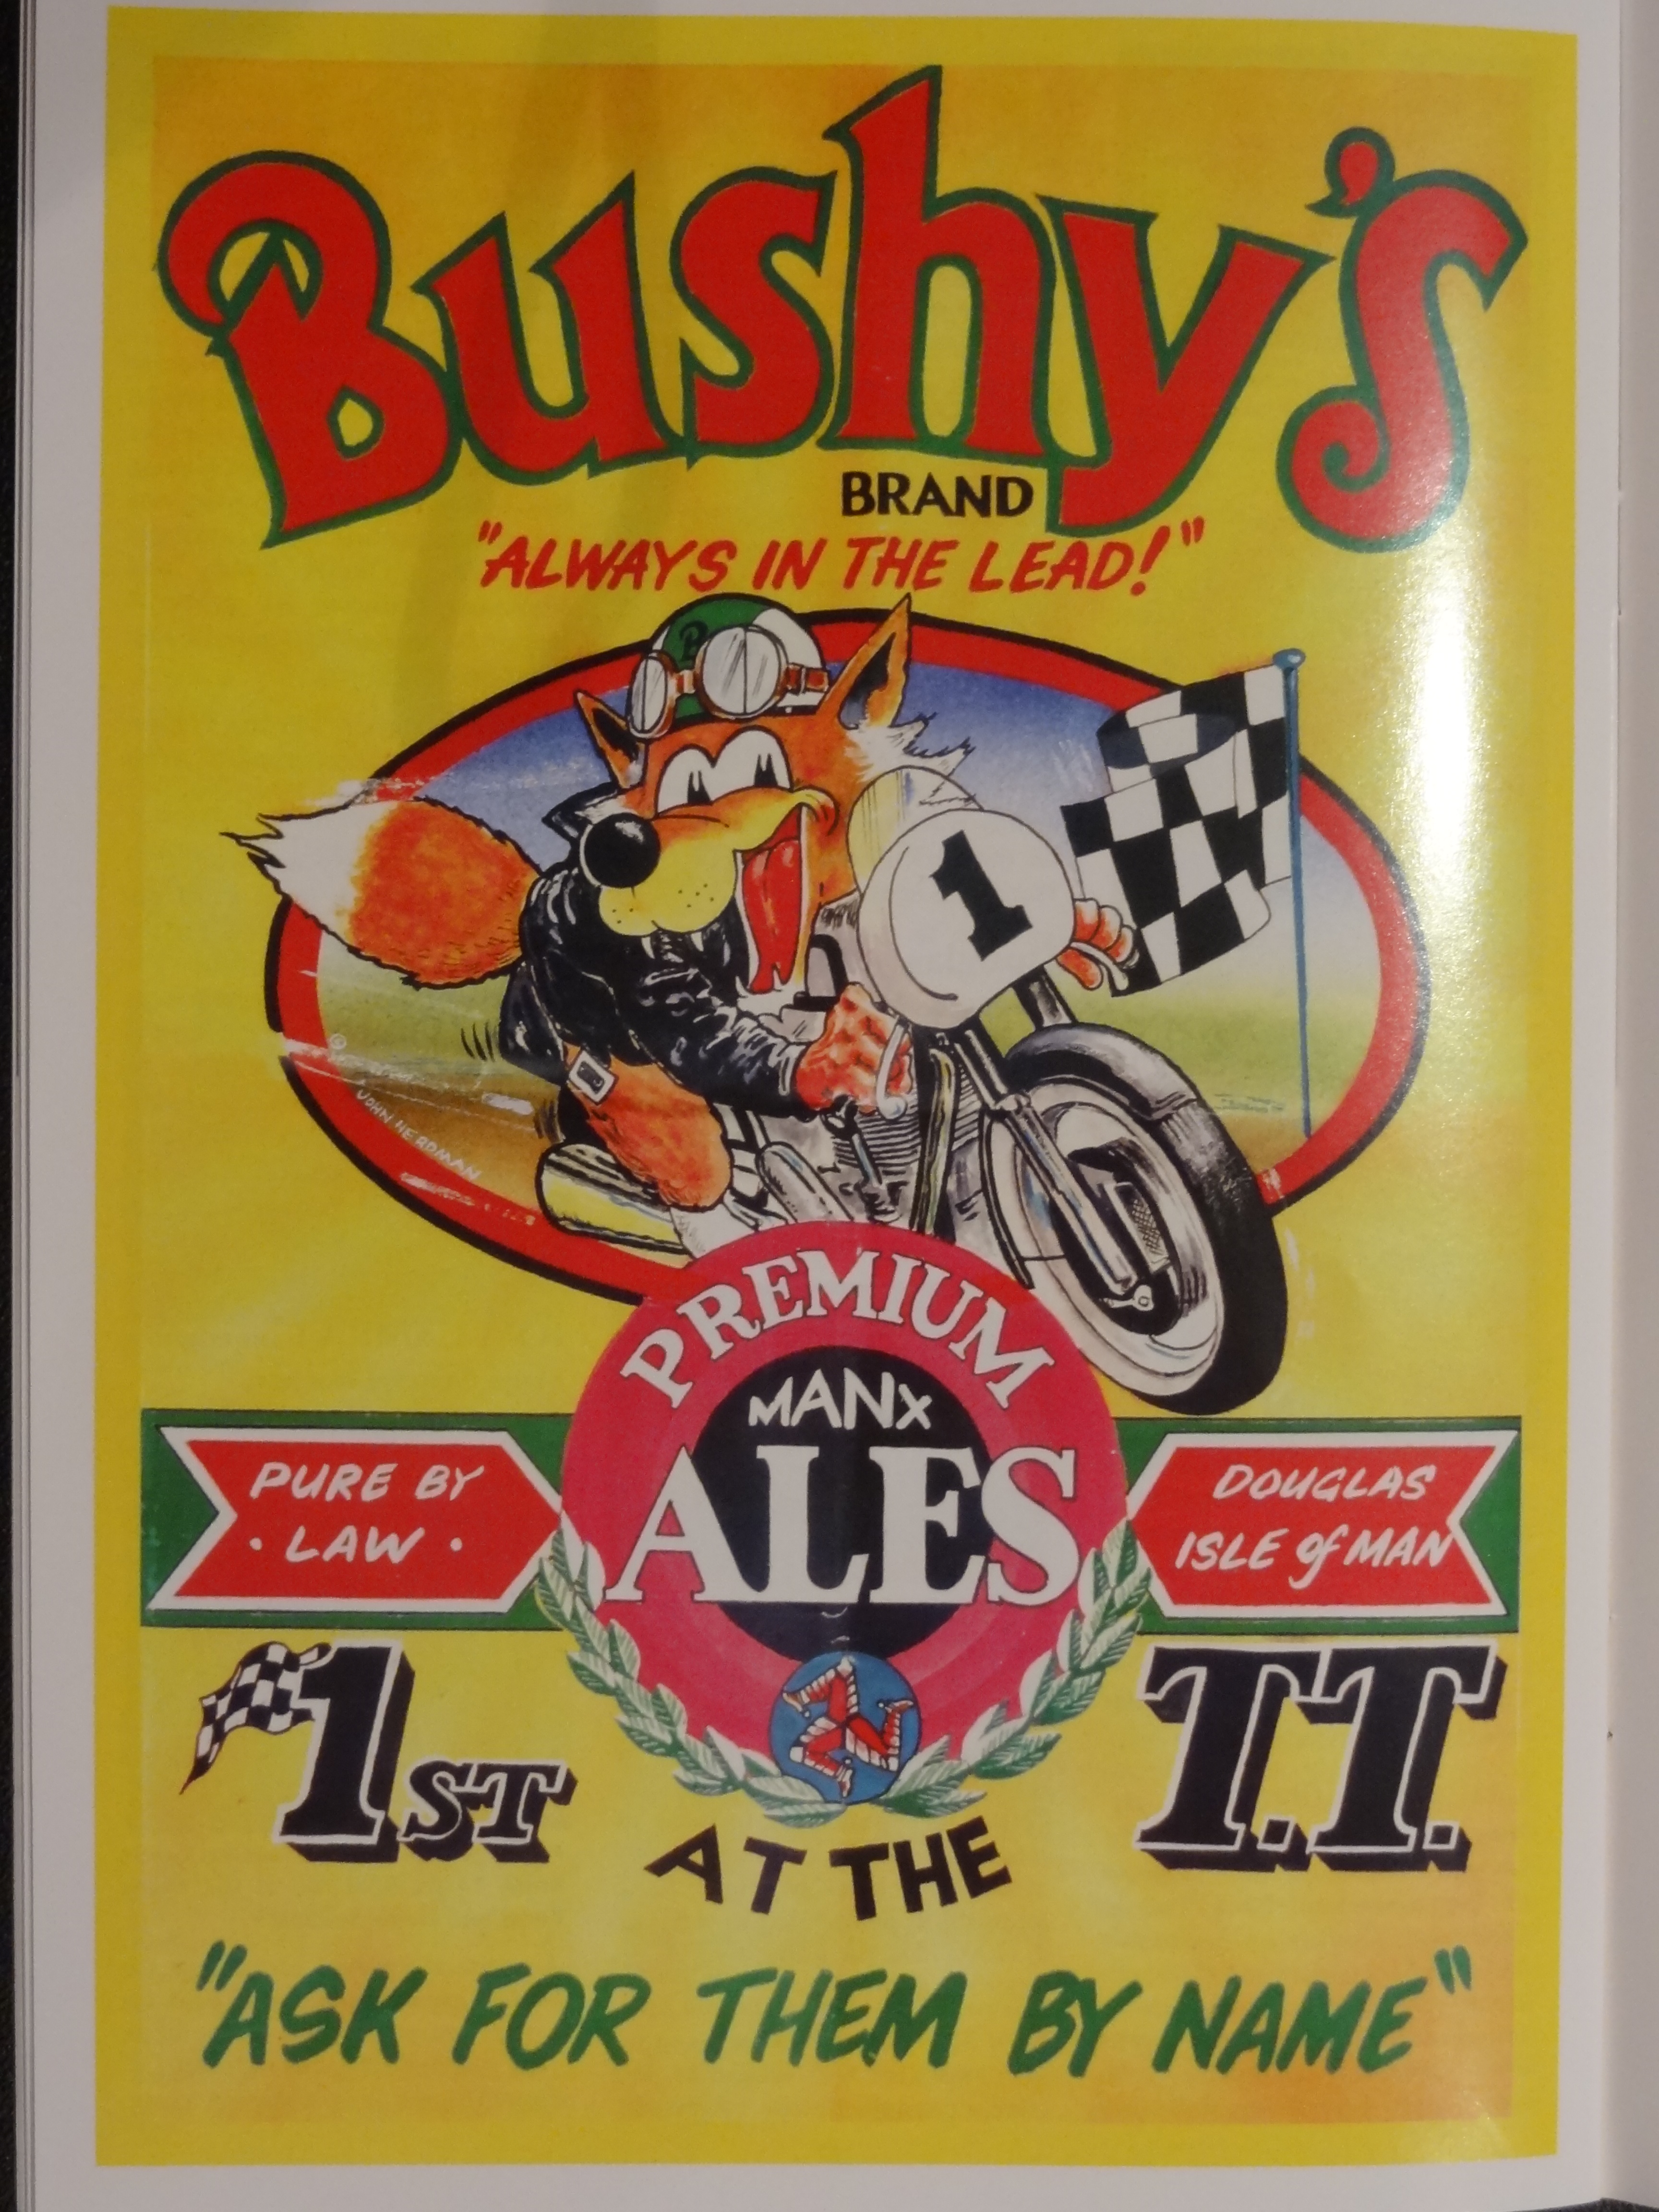 Bushy's
BRAND
"ALWAYS IN THE LEAD!"
B
1
© JOHN HERDMAN
PREMIUM
MANX
ALES
PURE BY
· LAW ·
DOUGLAS
ISLE of MAN
1ST
AT THE
T.T.
"ASK FOR THEM BY NAME"